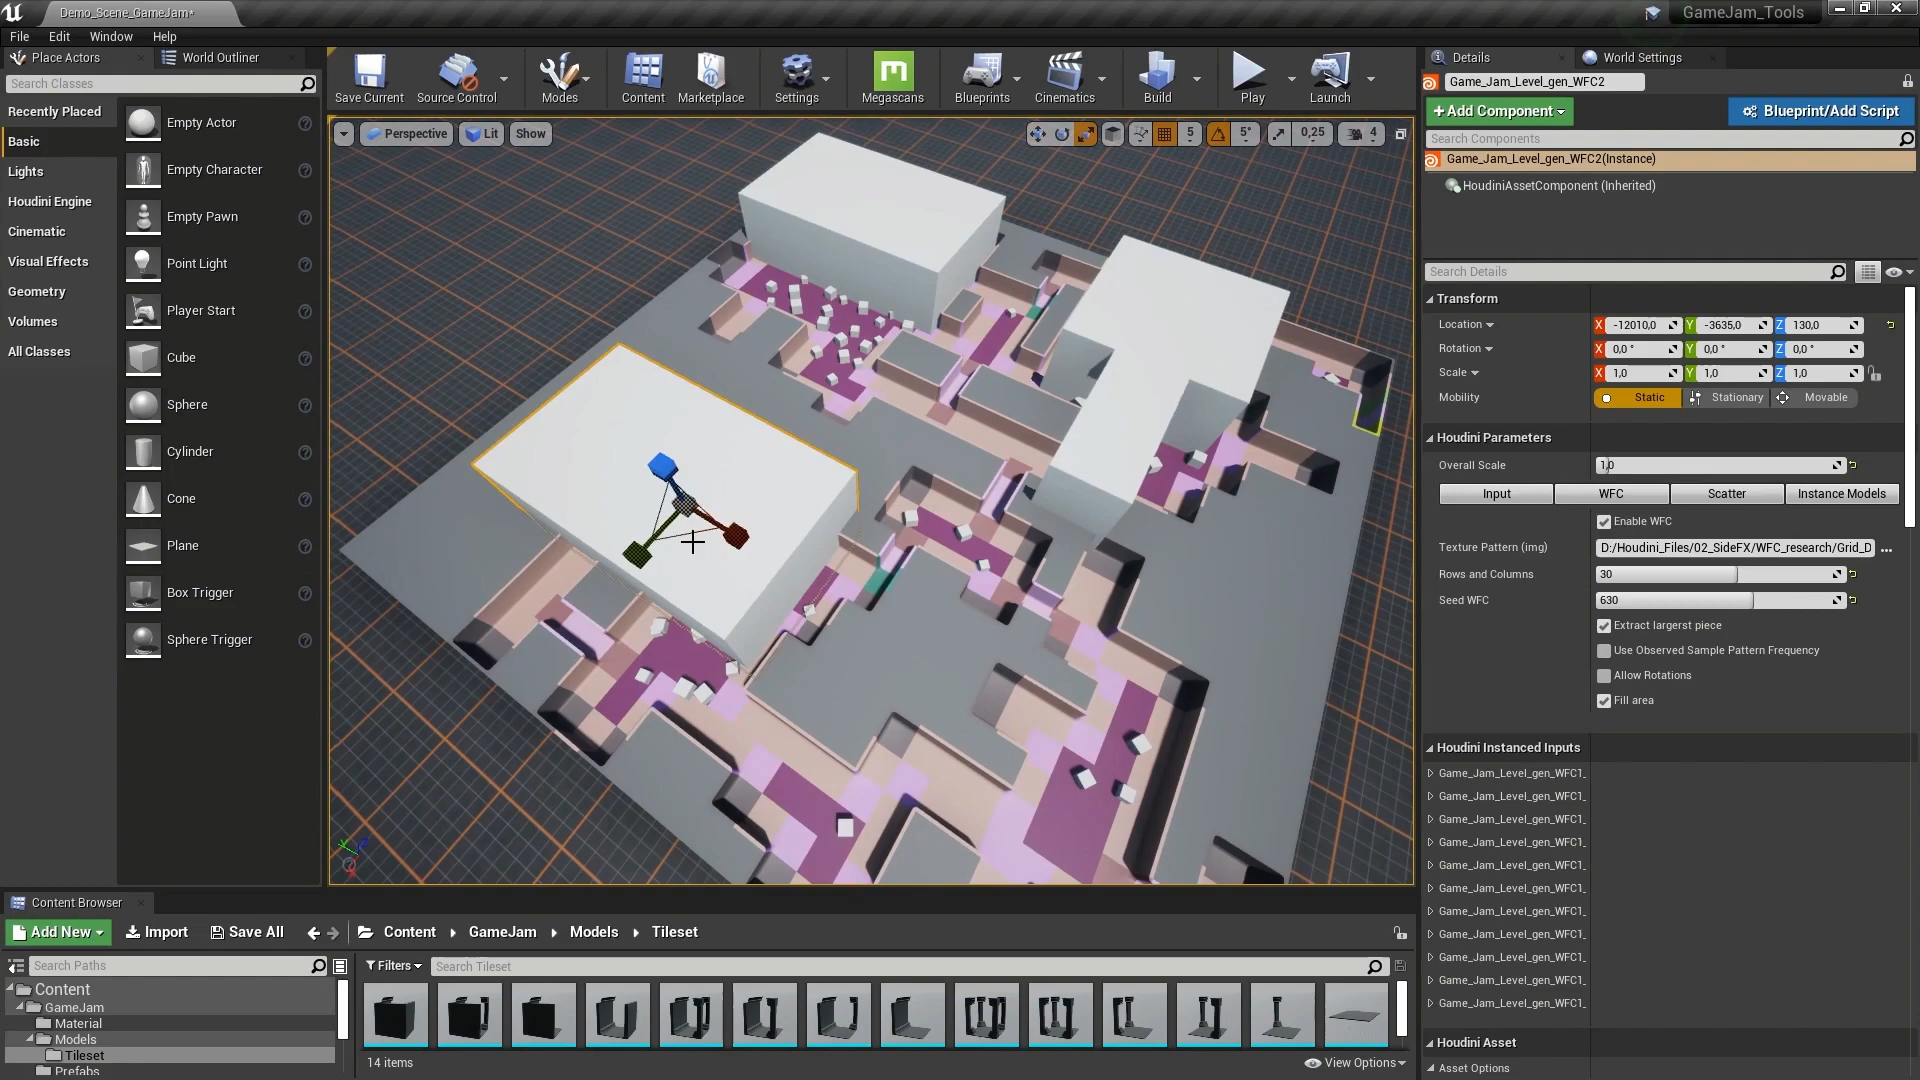 Demo_Scene_GameJam*
GameJam_Tools
File Edit Window Help
Place Actors
World Outliner
Search Classes
Recently Placed
Basic
Lights
Houdini Engine
Cinematic
Visual Effects
Geometry
Volumes
All Classes
Empty Actor
Empty Character
Empty Pawn
Point Light
Player Start
Cube
Sphere
Cylinder
Cone
Plane
Box Trigger
Sphere Trigger
Save Current
Source Control
Modes
Content
Marketplace
Settings
Megascans
Blueprints
Cinematics
Build
Play
Launch
Perspective
Lit
Show
5
5°
0,25
4
Details
World Settings
Game_Jam_Level_gen_WFC2
+Add Component
Blueprint/Add Script
Search Components
Game_Jam_Level_gen_WFC2(Instance)
HoudiniAssetComponent (Inherited)
Search Details
Transform
Location X -12010,0 Y -3635,0 Z 130,0
Rotation X 0,0 ° Y 0,0 ° Z 0,0 °
Scale X 1,0 Y 1,0 Z 1,0
Mobility Static Stationary Movable
Houdini Parameters
Overall Scale 1,0
Input WFC Scatter Instance Models
Enable WFC
Texture Pattern (img) D:/Houdini_Files/02_SideFX/WFC_research/Grid_D ...
Rows and Columns 30
Seed WFC 630
Extract largerst piece
Use Observed Sample Pattern Frequency
Allow Rotations
Fill area
Houdini Instanced Inputs
Game_Jam_Level_gen_WFC1_
Game_Jam_Level_gen_WFC1_
Game_Jam_Level_gen_WFC1_
Game_Jam_Level_gen_WFC1_
Game_Jam_Level_gen_WFC1_
Game_Jam_Level_gen_WFC1_
Game_Jam_Level_gen_WFC1_
Game_Jam_Level_gen_WFC1_
Game_Jam_Level_gen_WFC1_
Game_Jam_Level_gen_WFC1_
Game_Jam_Level_gen_WFC1_
Houdini Asset
Asset Options
Content Browser
Add New
Import
Save All
Content
GameJam
Models
Tileset
Search Paths
Content
GameJam
Material
Models
Tileset
Prefabs
Filters
Search Tileset
14 items
View Options